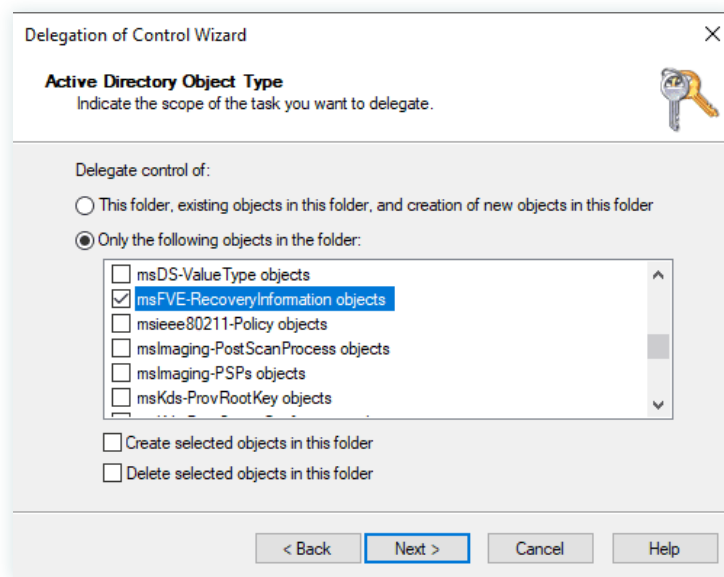 Delegation of Control Wizard
Active Directory Object Type
Indicate the scope of the task you want to delegate.
Delegate control of:
This folder, existing objects in this folder, and creation of new objects in this folder
Only the following objects in the folder:
msDS-ValueType objects
msFVE-RecoveryInformation objects
msieee80211-Policy objects
msImaging-PostScanProcess objects
msImaging-PSPs objects
msKds-ProvRootKey objects
Create selected objects in this folder
Delete selected objects in this folder
< Back Next > Cancel Help